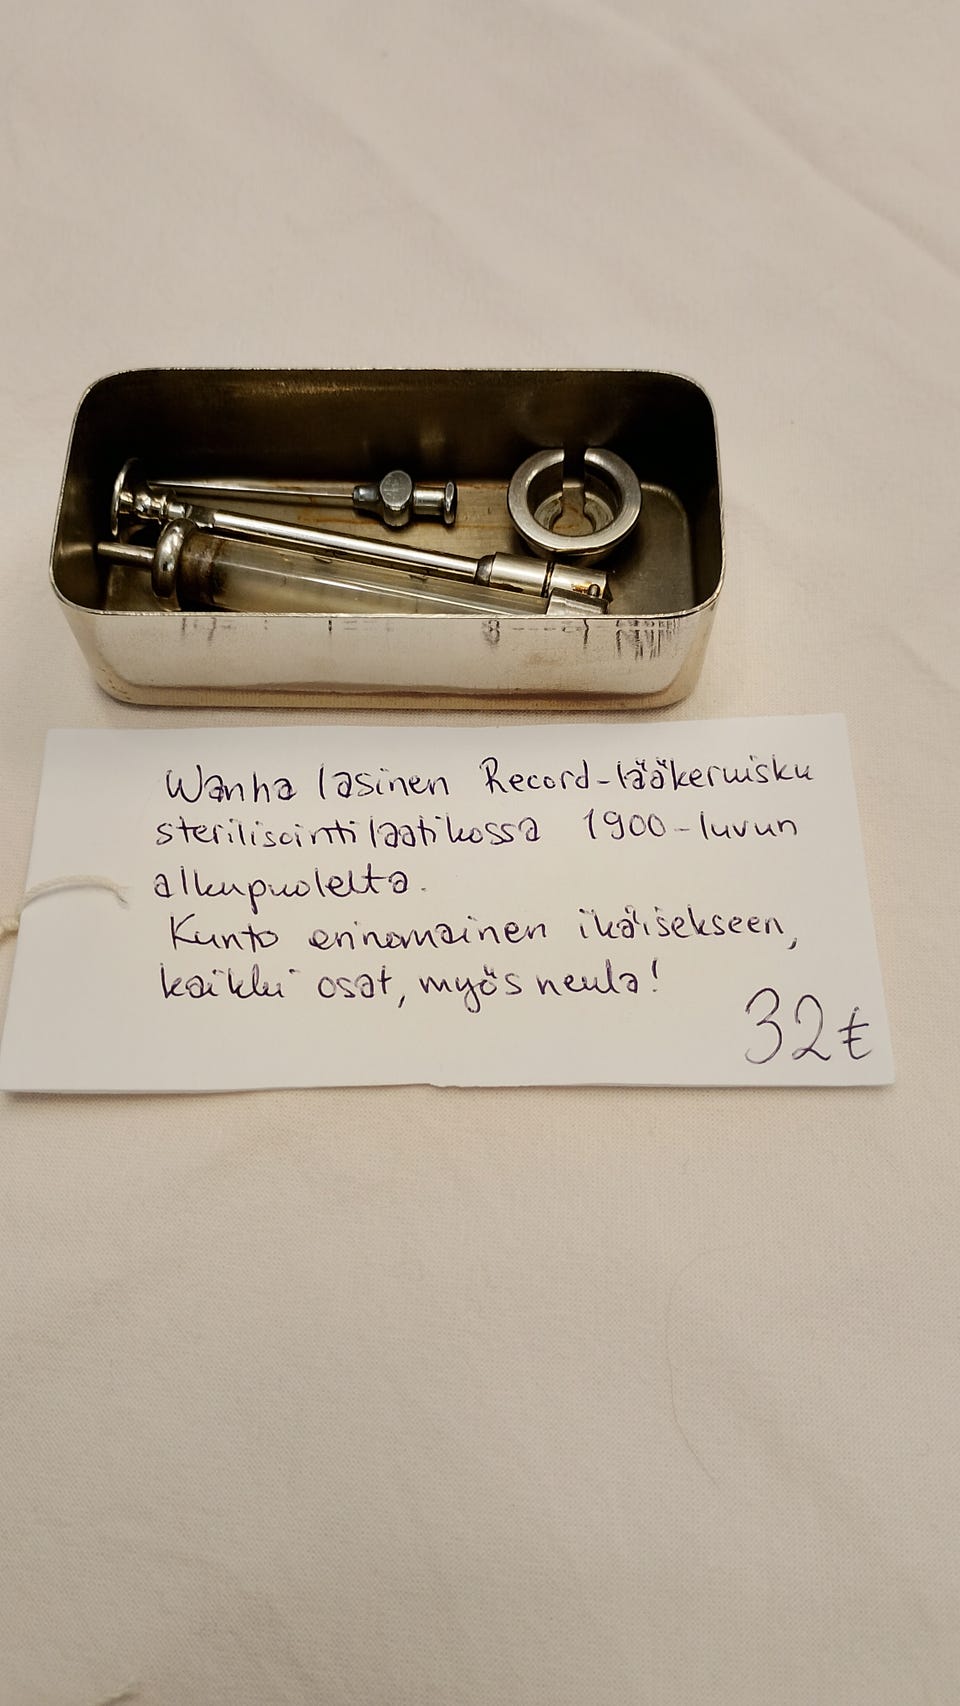 Wanha lasinen Record-lääkeruisku
sterilisointilaatikossa 1900-luvun
alkupuolelta.
Kunto erinomainen ikäisekseen,
kaikki osat, myös neula!
32€